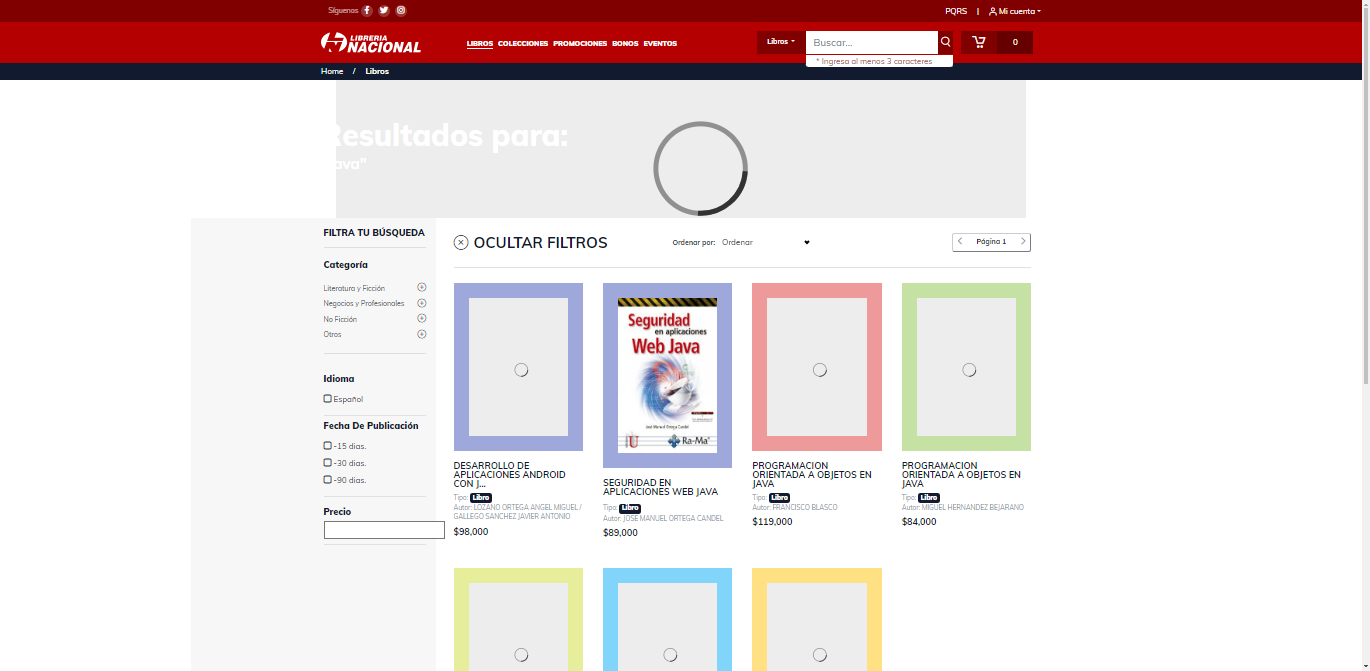 Síguenos
PQRS | Mi cuenta
LIBRERIA
NACIONAL
LIBROS COLECCIONES PROMOCIONES BONOS EVENTOS
Libros
Buscar...
0
* Ingresa al menos 3 caracteres
Home / Libros
Resultados para:
ava"
FILTRA TU BÚSQUEDA
Categoría
Literatura y Ficción
Negocios y Profesionales
No Ficción
Otros
Idioma
Español
Fecha De Publicación
-15 dias.
-30 dias.
-90 dias.
Precio
OCULTAR FILTROS
Ordenar por: Ordenar
Página 1
DESARROLLO DE
APLICACIONES ANDROID
CON J...
Tipo: Libro
Autor: LOZANO ORTEGA ANGEL MIGUEL /
GALLEGO SANCHEZ JAVIER ANTONIO
$98,000
Seguridad
en aplicaciones
Web Java
José Manuel Ortega Candel
U
Ra-Ma®
SEGURIDAD EN
APLICACIONES WEB JAVA
Tipo: Libro
Autor: JOSE MANUEL ORTEGA CANDEL
$89,000
PROGRAMACION
ORIENTADA A OBJETOS EN
JAVA
Tipo: Libro
Autor: FRANCISCO BLASCO
$119,000
PROGRAMACION
ORIENTADA A OBJETOS EN
JAVA
Tipo: Libro
Autor: MIGUEL HERNANDEZ BEJARANO
$84,000